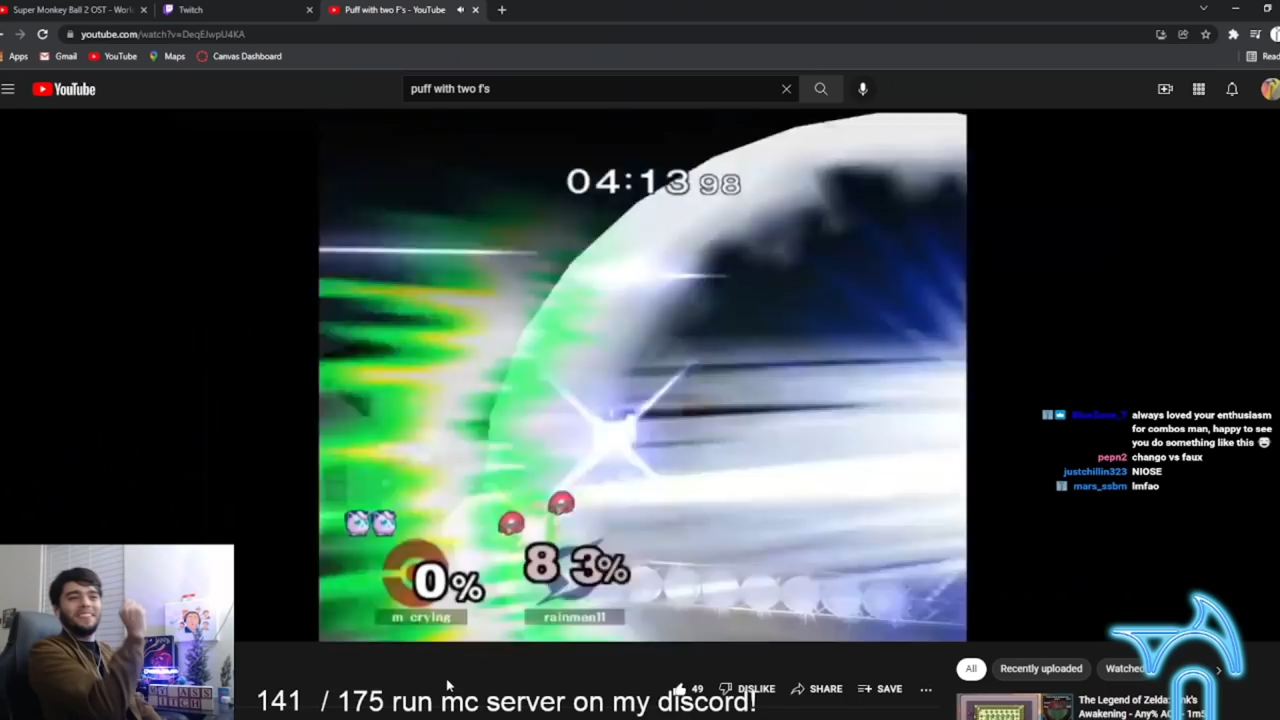 Super Monkey Ball 2 OST - Worl
Twitch
Puff with two F's - YouTube
youtube.com/watch?v=DeqEJwpU4KA
Apps
Gmail
YouTube
Maps
Canvas Dashboard
Read
YouTube
puff with two f's
04:13 98
always loved your enthusiasm
for combos man, happy to see
you do something like this
pepn2 chango vs faux
justchillin323 NIOSE
mars_ssbm lmfao
0%
83%
m crying
rainman11
49
DISLIKE
SHARE
SAVE
141 / 175 run mc server on my discord!
All
Recently uploaded
Watched
The Legend of Zelda:
Awakening - Any%